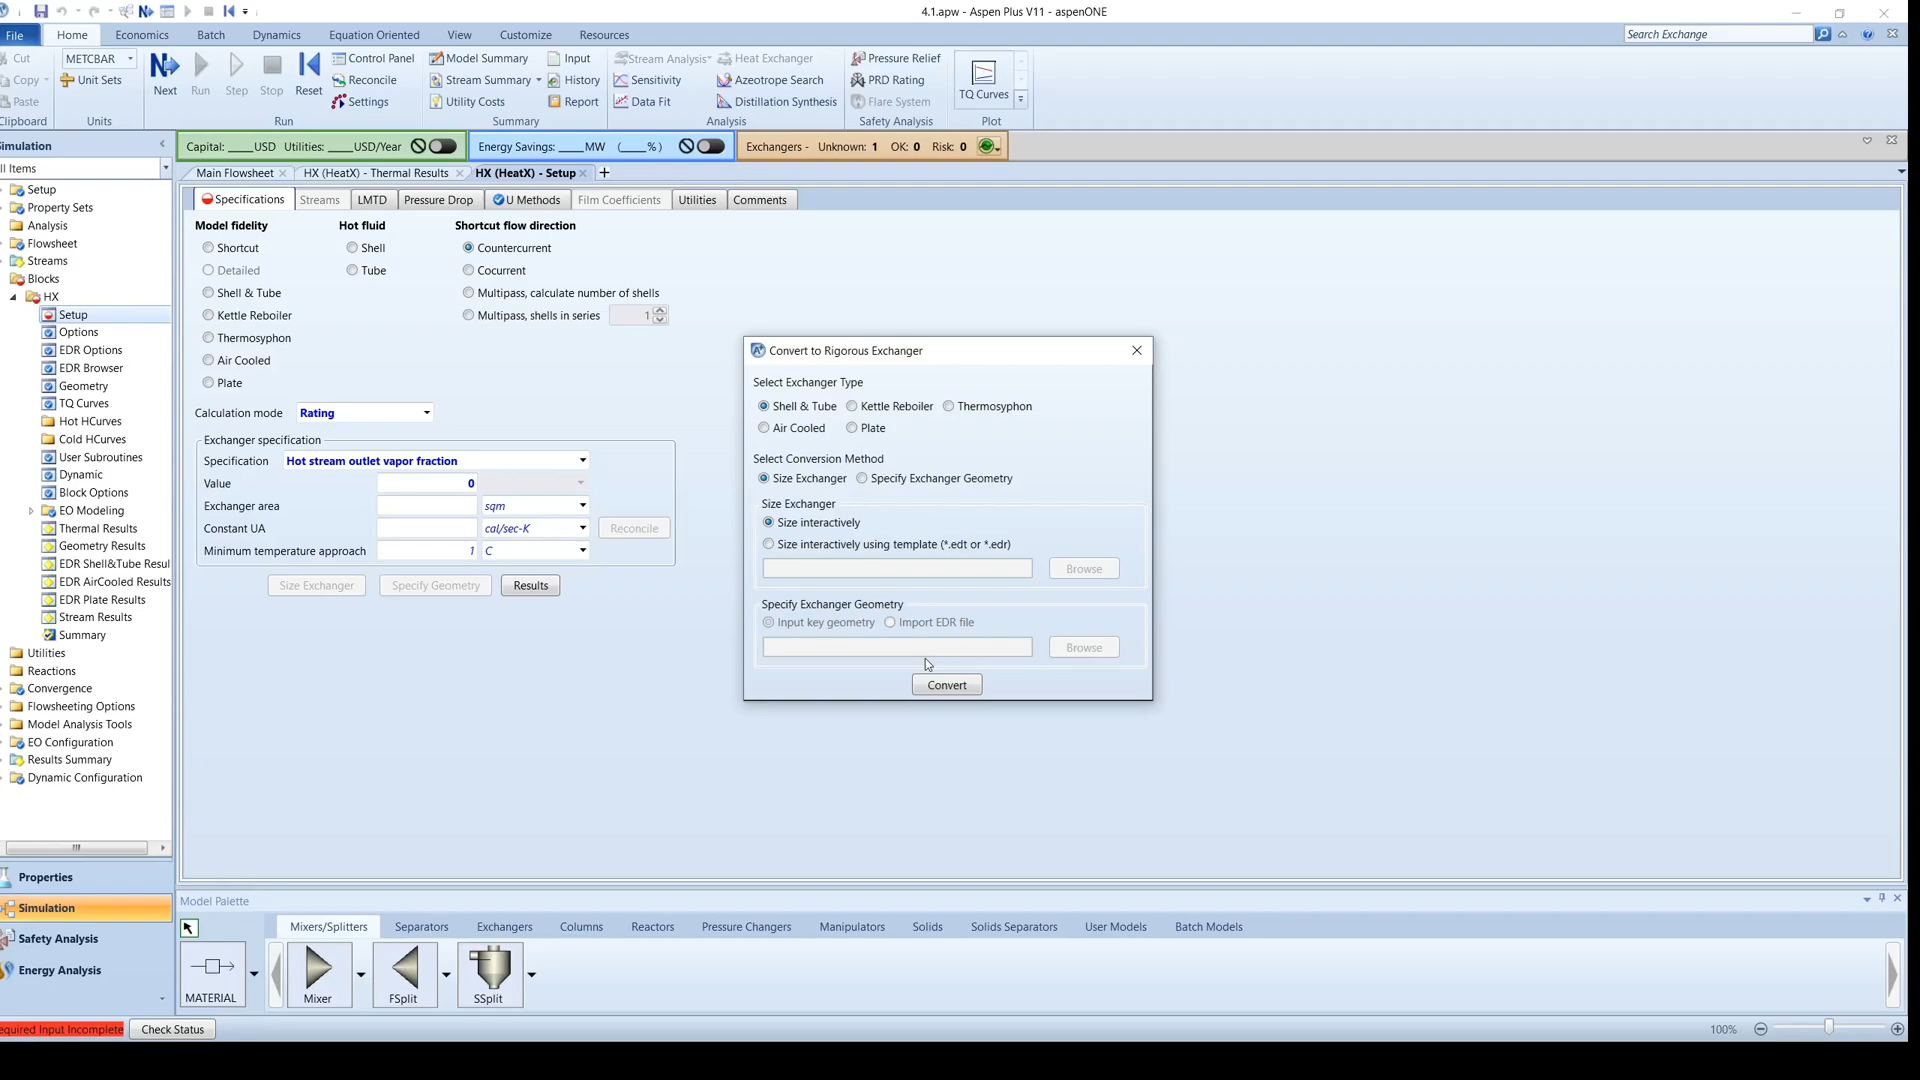 4.1.apw - Aspen Plus V11 - aspenONE
File Home Economics Batch Dynamics Equation Oriented View Customize Resources Search Exchange
Cut METCBAR Control Panel Model Summary Input Stream Analysis Heat Exchanger Pressure Relief
Copy Unit Sets Next Run Step Stop Reset Reconcile Stream Summary History Sensitivity Azeotrope Search PRD Rating TQ Curves
Paste Settings Utility Costs Report Data Fit Distillation Synthesis Flare System
Clipboard Units Run Summary Analysis Safety Analysis Plot
Simulation Capital: ____USD Utilities: ____USD/Year Energy Savings: ____MW (____%) Exchangers - Unknown: 1 OK: 0 Risk: 0
ll Items Main Flowsheet HX (HeatX) - Thermal Results HX (HeatX) - Setup +
Specifications Streams LMTD Pressure Drop U Methods Film Coefficients Utilities Comments
Setup
Property Sets
Analysis
Flowsheet
Streams
Blocks
HX
Setup
Options
EDR Options
EDR Browser
Geometry
TQ Curves
Hot HCurves
Cold HCurves
User Subroutines
Dynamic
Block Options
EO Modeling
Thermal Results
Geometry Results
EDR Shell&Tube Resul
EDR AirCooled Results
EDR Plate Results
Stream Results
Summary
Utilities
Reactions
Convergence
Flowsheeting Options
Model Analysis Tools
EO Configuration
Results Summary
Dynamic Configuration
Properties
Simulation
Safety Analysis
Energy Analysis
Model fidelity Hot fluid Shortcut flow direction
Shortcut Shell Countercurrent
Detailed Tube Cocurrent
Shell & Tube Multipass, calculate number of shells
Kettle Reboiler Multipass, shells in series 1
Thermosyphon
Air Cooled
Plate
Calculation mode Rating
Exchanger specification
Specification Hot stream outlet vapor fraction
Value 0
Exchanger area sqm
Constant UA cal/sec-K Reconcile
Minimum temperature approach 1 C
Size Exchanger Specify Geometry Results
Convert to Rigorous Exchanger
Select Exchanger Type
Shell & Tube Kettle Reboiler Thermosyphon
Air Cooled Plate
Select Conversion Method
Size Exchanger Specify Exchanger Geometry
Size Exchanger
Size interactively
Size interactively using template (*.edt or *.edr)
Browse
Specify Exchanger Geometry
Input key geometry Import EDR file
Browse
Convert
Model Palette
Mixers/Splitters Separators Exchangers Columns Reactors Pressure Changers Manipulators Solids Solids Separators User Models Batch Models
MATERIAL Mixer FSplit SSplit
equired Input Incomplete Check Status 100%